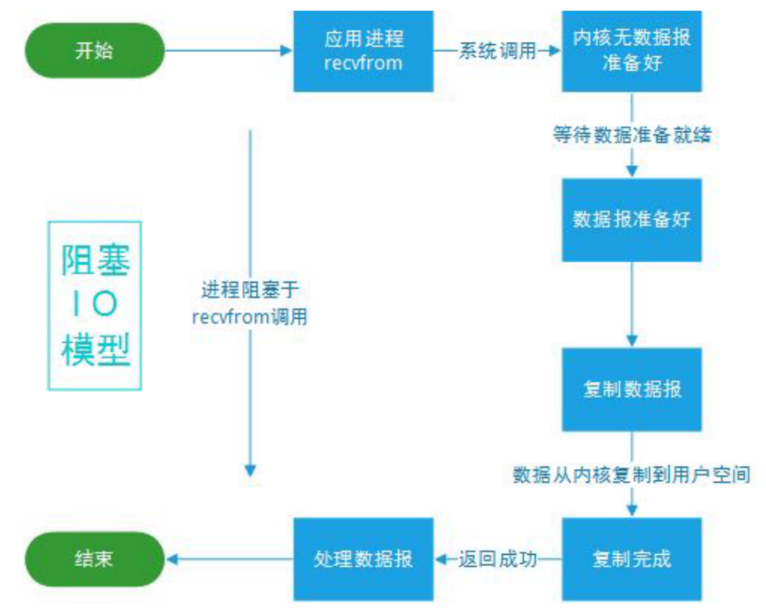 开始
应用进程
recvfrom
系统调用
内核无数据报
准备好
等待数据准备就绪
数据报准备好
阻塞
IO
模型
进程阻塞于
recvfrom调用
复制数据报
数据从内核复制到用户空间
结束
处理数据报
返回成功
复制完成